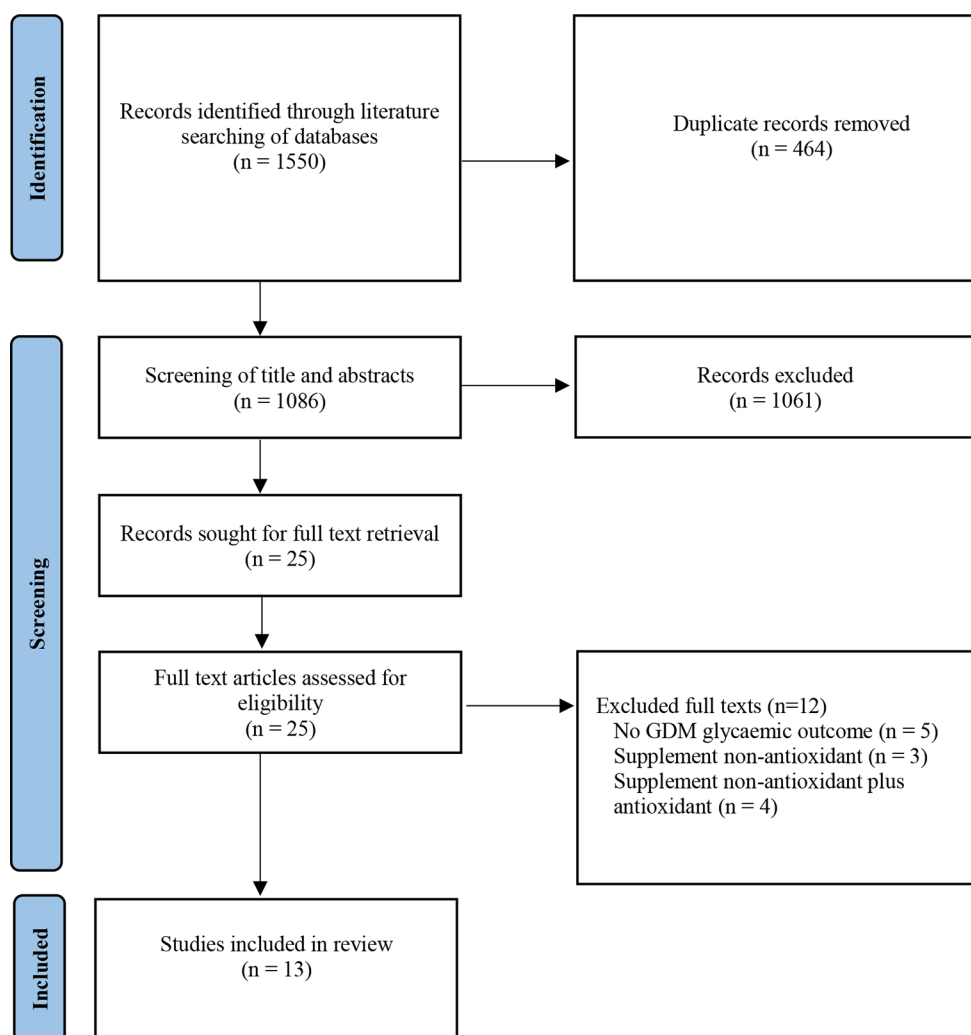 Identification
Records identified through literature
searching of databases
(n = 1550)
Duplicate records removed
(n = 464)
Screening
Screening of title and abstracts
(n = 1086)
Records excluded
(n = 1061)
Records sought for full text retrieval
(n = 25)
Full text articles assessed for
eligibility
(n = 25)
Excluded full texts (n=12)
No GDM glycaemic outcome (n = 5)
Supplement non-antioxidant (n = 3)
Supplement non-antioxidant plus
antioxidant (n = 4)
Included
Studies included in review
(n = 13)